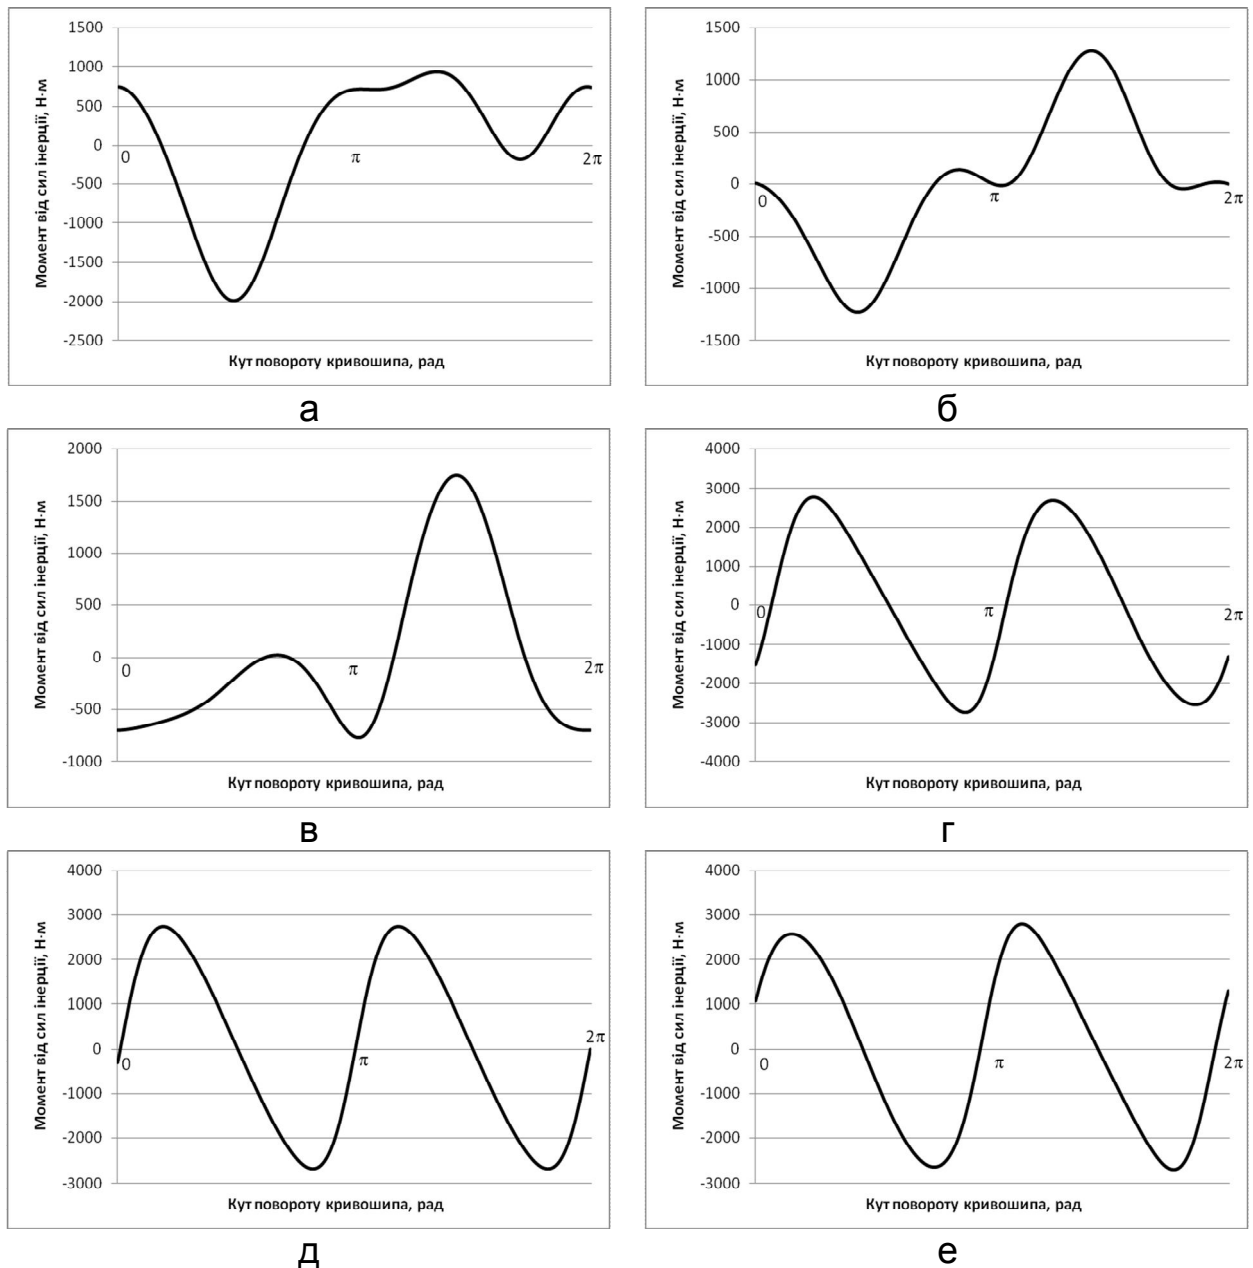 1500
1000
500
0
-500
-1000
-1500
-2000
-2500
Момент від сил інерції, Н·м
0
π
2π
Кут повороту кривошипа, рад
а
1500
1000
500
0
-500
-1000
-1500
Момент від сил інерції, Н·м
0
π
2π
Кут повороту кривошипа, рад
б
2000
1500
1000
500
0
-500
-1000
Момент від сил інерції, Н·м
0
π
2π
Кут повороту кривошипа, рад
в
4000
3000
2000
1000
0
-1000
-2000
-3000
-4000
Момент від сил інерції, Н·м
0
π
2π
Кут повороту кривошипа, рад
г
4000
3000
2000
1000
0
-1000
-2000
-3000
Момент від сил інерції, Н·м
0
π
2π
Кут повороту кривошипа, рад
д
4000
3000
2000
1000
0
-1000
-2000
-3000
Момент від сил інерції, Н·м
0
π
2π
Кут повороту кривошипа, рад
е